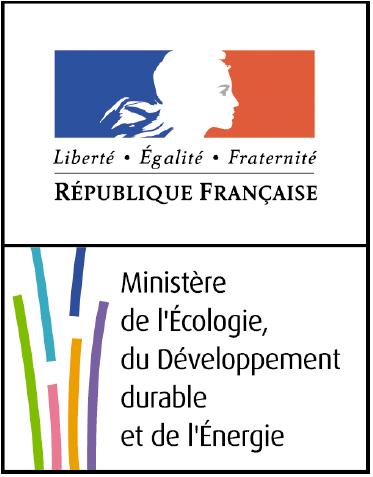 Liberté • Égalité • Fraternité
RÉPUBLIQUE FRANÇAISE
Ministère
de l'Écologie,
du Développement
durable
et de l'Énergie